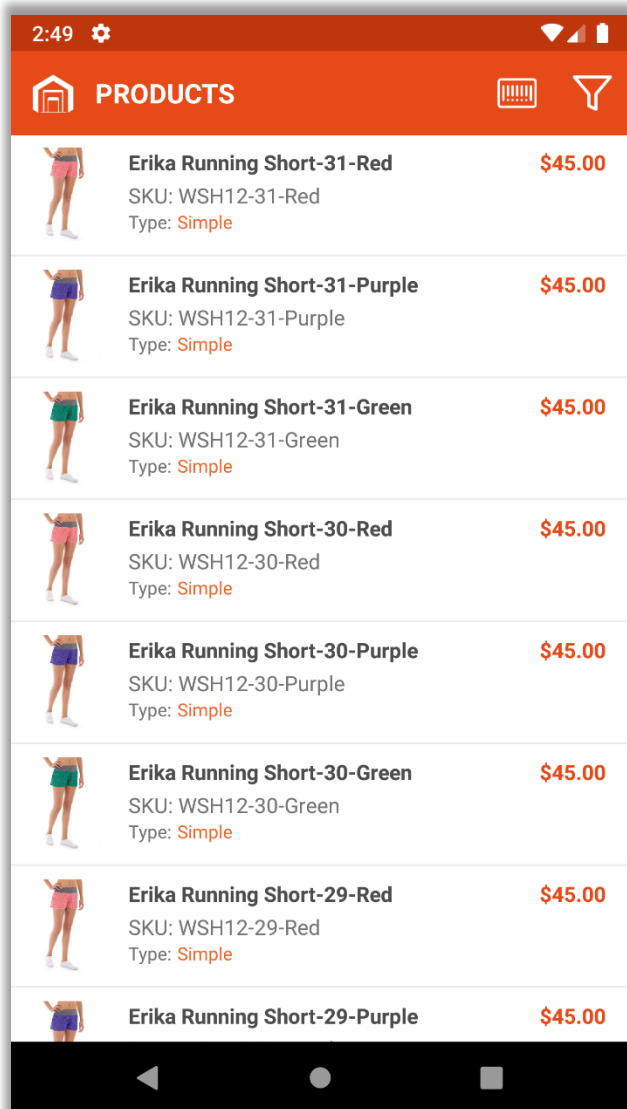 2:49
PRODUCTS
Erika Running Short-31-Red $45.00
SKU: WSH12-31-Red
Type: Simple
Erika Running Short-31-Purple $45.00
SKU: WSH12-31-Purple
Type: Simple
Erika Running Short-31-Green $45.00
SKU: WSH12-31-Green
Type: Simple
Erika Running Short-30-Red $45.00
SKU: WSH12-30-Red
Type: Simple
Erika Running Short-30-Purple $45.00
SKU: WSH12-30-Purple
Type: Simple
Erika Running Short-30-Green $45.00
SKU: WSH12-30-Green
Type: Simple
Erika Running Short-29-Red $45.00
SKU: WSH12-29-Red
Type: Simple
Erika Running Short-29-Purple $45.00